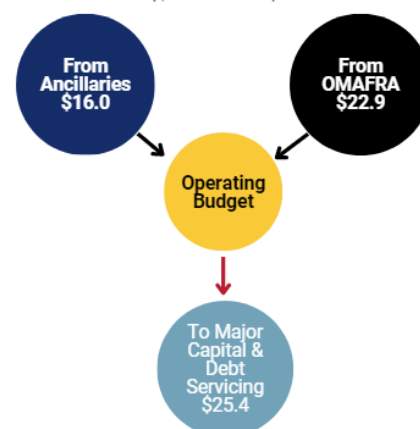 From
Ancillaries
$16.0
From
OMAFRA
$22.9
Operating
Budget
To Major
Capital &
Debt
Servicing
$25.4